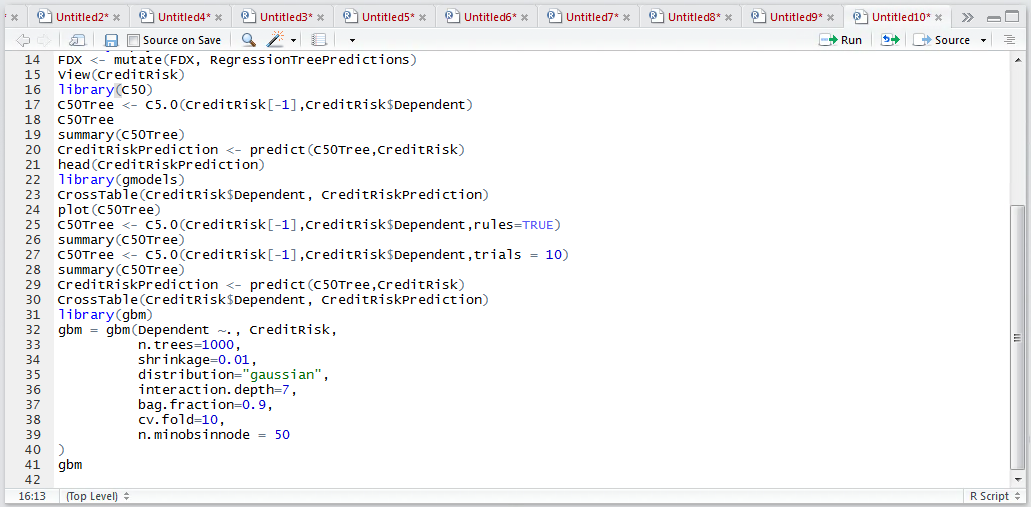 Untitled2* Untitled4* Untitled3* Untitled5* Untitled6* Untitled7* Untitled8* Untitled9* Untitled10*
Source on Save Run Source
14 FDX <- mutate(FDX, RegressionTreePredictions)
15 View(CreditRisk)
16 library(C50)
17 C50Tree <- C5.0(CreditRisk[-1],CreditRisk$Dependent)
18 C50Tree
19 summary(C50Tree)
20 CreditRiskPrediction <- predict(C50Tree,CreditRisk)
21 head(CreditRiskPrediction)
22 library(gmodels)
23 CrossTable(CreditRisk$Dependent, CreditRiskPrediction)
24 plot(C50Tree)
25 C50Tree <- C5.0(CreditRisk[-1],CreditRisk$Dependent,rules=TRUE)
26 summary(C50Tree)
27 C50Tree <- C5.0(CreditRisk[-1],CreditRisk$Dependent,trials = 10)
28 summary(C50Tree)
29 CreditRiskPrediction <- predict(C50Tree,CreditRisk)
30 CrossTable(CreditRisk$Dependent, CreditRiskPrediction)
31 library(gbm)
32 gbm = gbm(Dependent ~., CreditRisk,
33 n.trees=1000,
34 shrinkage=0.01,
35 distribution="gaussian",
36 interaction.depth=7,
37 bag.fraction=0.9,
38 cv.fold=10,
39 n.minobsinnode = 50
40 )
41 gbm
42
16:13 (Top Level) R Script